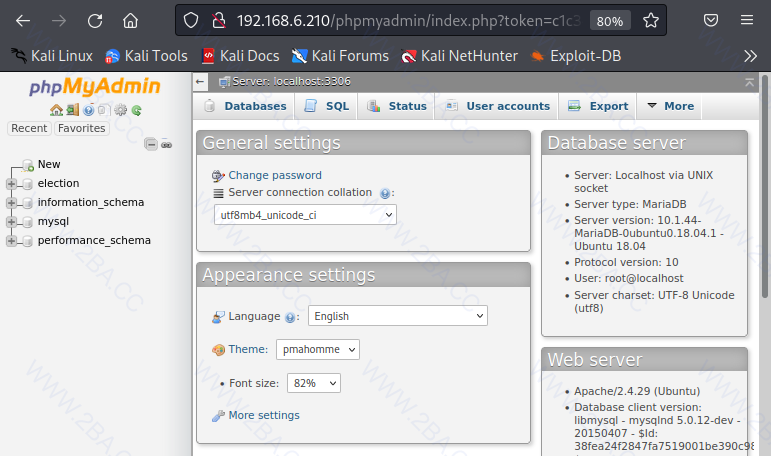 192.168.6.210/phpmyadmin/index.php?token=c1c3
80%
Kali Linux Kali Tools Kali Docs Kali Forums Kali NetHunter Exploit-DB
phpMyAdmin
Recent Favorites
New
election
information_schema
mysql
performance_schema
Server: localhost:3306
Databases SQL Status User accounts Export More
General settings
Change password
Server connection collation :
utf8mb4_unicode_ci
Appearance settings
Language : English
Theme: pmahomme
Font size: 82%
More settings
Database server
Server: Localhost via UNIX
socket
Server type: MariaDB
Server version: 10.1.44-
MariaDB-0ubuntu0.18.04.1 -
Ubuntu 18.04
Protocol version: 10
User: root@localhost
Server charset: UTF-8 Unicode
(utf8)
Web server
Apache/2.4.29 (Ubuntu)
Database client version:
libmysql - mysqlnd 5.0.12-dev -
20150407 - $Id:
38fea24f2847fa7519001be390c98
WWW.2BA.CC